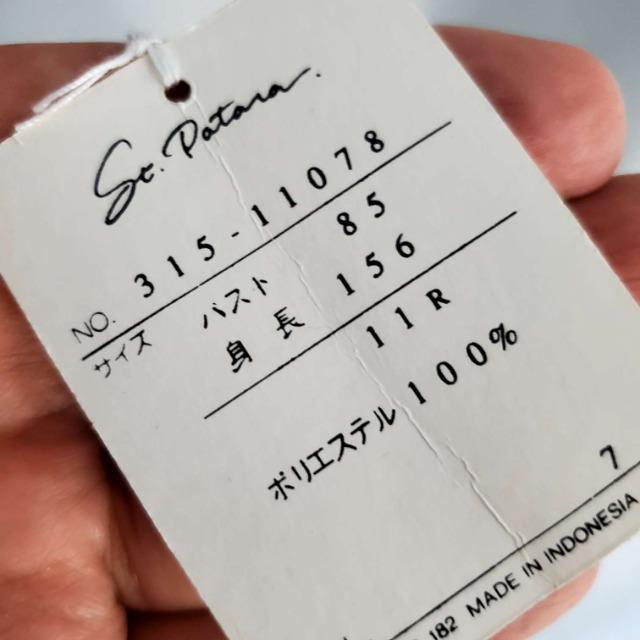 St. Patara.
NO. 315-11078
サイズ バスト 85
身長 156
11R
ポリエステル 100%
7
182 MADE IN INDONESIA